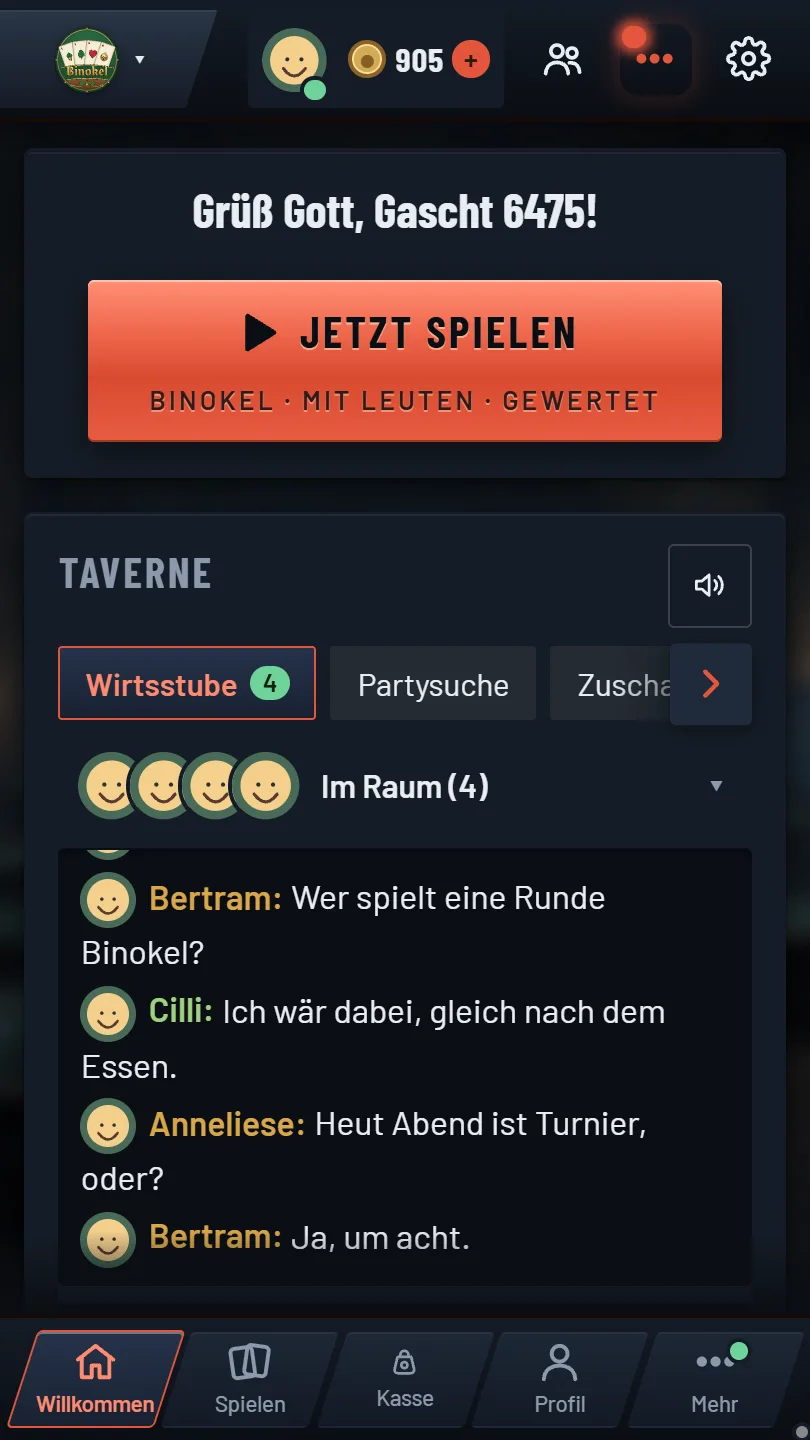 Binokel
905
Grüß Gott, Gascht 6475!
JETZT SPIELEN
BINOKEL · MIT LEUTEN · GEWERTET
TAVERNE
Wirtsstube 4
Partysuche
Zuscha
Im Raum (4)
Bertram: Wer spielt eine Runde
Binokel?
Cilli: Ich wär dabei, gleich nach dem
Essen.
Anneliese: Heut Abend ist Turnier,
oder?
Bertram: Ja, um acht.
Willkommen
Spielen
Kasse
Profil
Mehr